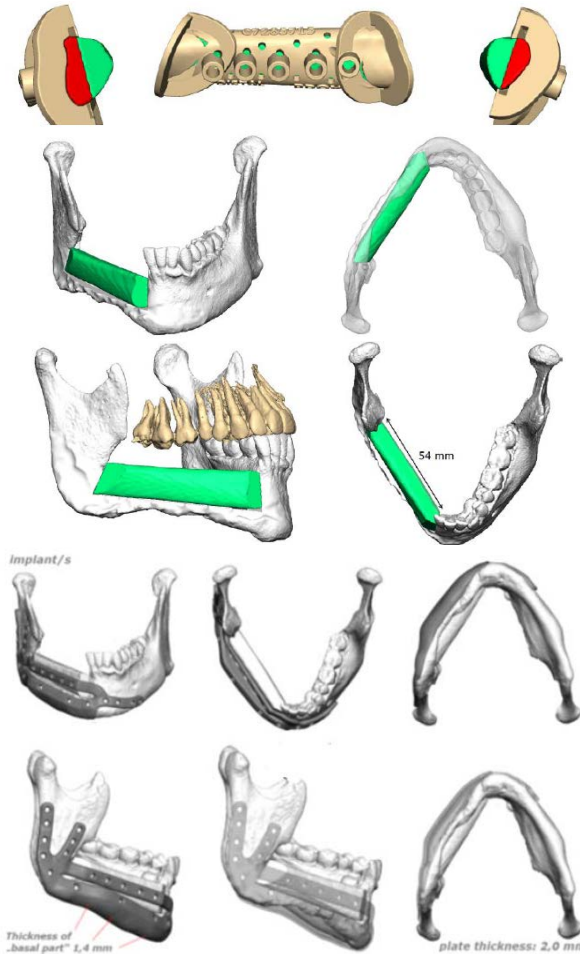 54 mm
implant/s
Thickness of
„basal part" 1,4 mm
plate thickness: 2,0 mm